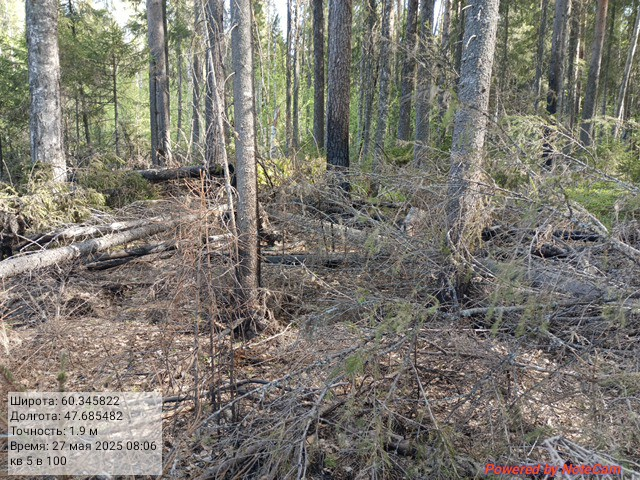 Широта: 60.345822
Долгота: 47.685482
Точность: 1.9 м
Время: 27 мая 2025 08:06
кв 5 в 100
Powered by NoteCam